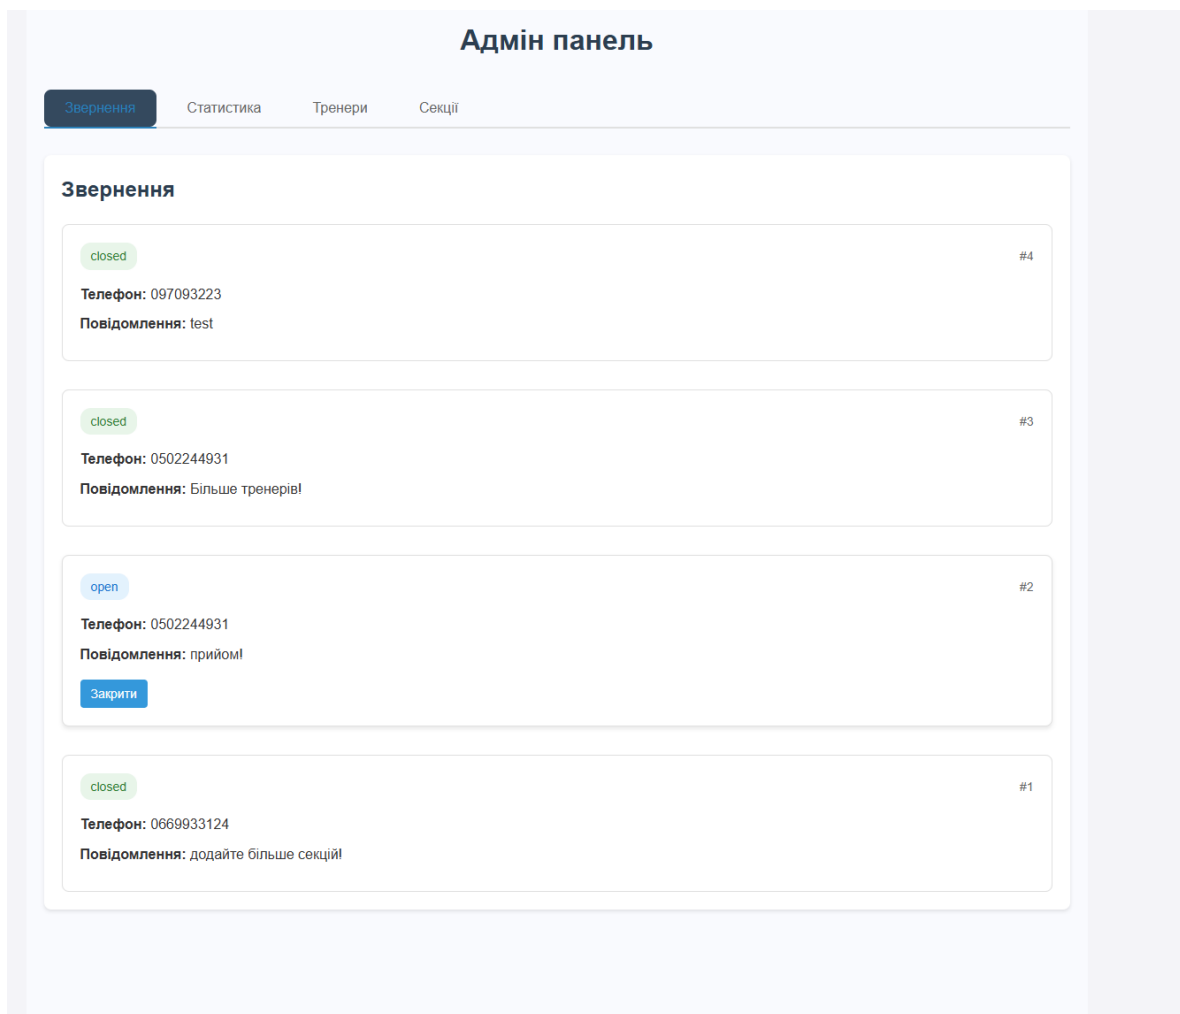 Адмін панель
Звернення Статистика Тренери Секції
Звернення
closed #4
Телефон: 097093223
Повідомлення: test
closed #3
Телефон: 0502244931
Повідомлення: Більше тренерів!
open #2
Телефон: 0502244931
Повідомлення: прийом!
Закрити
closed #1
Телефон: 0669933124
Повідомлення: додайте більше секцій!